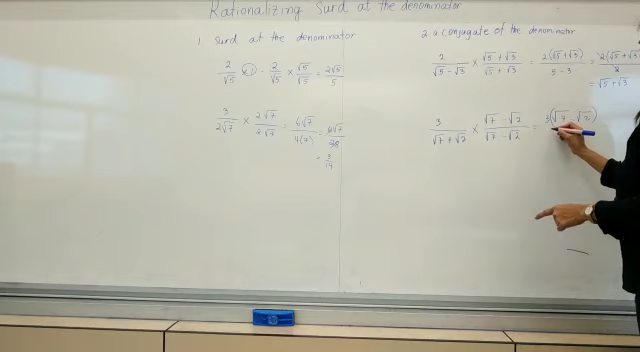 Rationalizing Surd at the denominator
1 Surd at the denominator
2/√5 - 2/√5 × √5/√5 = 2√5/5
3/2√7 × 2√7/2√7 = 6√7/4(7) = 6√7/28
= 3/14
2 a conjugate of the denominator
2/√5-√3 × √5+√3/√5+√3 = 2(√5+√3)/5-3 = 2(√5+√3)/2
= √5+√3
3/√7+√2 × √7-√2/√7-√2 = 3(√7-√2)